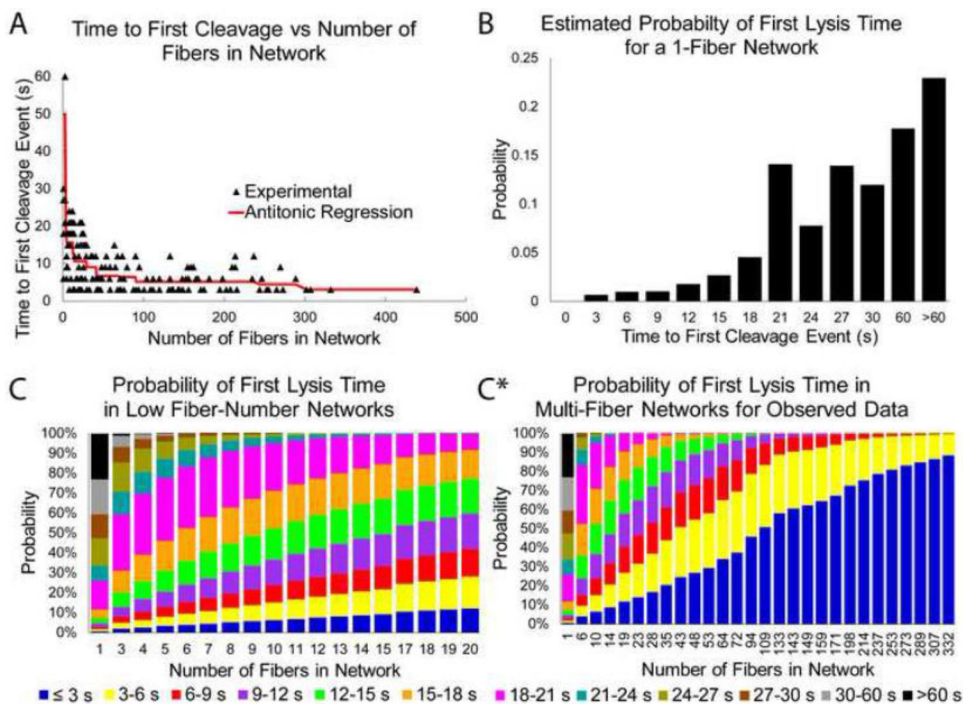 A
Time to First Cleavage vs Number of
Fibers in Network
Time to First Cleavage Event (s)
60
50
40
30
20
10
0
Experimental
Antitonic Regression
0 100 200 300 400 500
Number of Fibers in Network
B
Estimated Probabilty of First Lysis Time
for a 1-Fiber Network
Probability
0.25
0.2
0.15
0.1
0.05
0
0 3 6 9 12 15 18 21 24 27 30 60 >60
Time to First Cleavage Event (s)
C
Probability of First Lysis Time
in Low Fiber-Number Networks
Probability
100%
90%
80%
70%
60%
50%
40%
30%
20%
10%
0%
1 3 4 5 6 7 8 9 10 11 12 13 14 15 17 18 19 20
Number of Fibers in Network
C*
Probability of First Lysis Time in
Multi-Fiber Networks for Observed Data
Probability
100%
90%
80%
70%
60%
50%
40%
30%
20%
10%
0%
1 6 10 14 19 23 28 35 43 48 53 64 72 94 109 133 143 149 159 171 198 214 237 253 273 289 307 332
Number of Fibers in Network
≤ 3 s 3-6 s 6-9 s 9-12 s 12-15 s 15-18 s 18-21 s 21-24 s 24-27 s 27-30 s 30-60 s >60 s